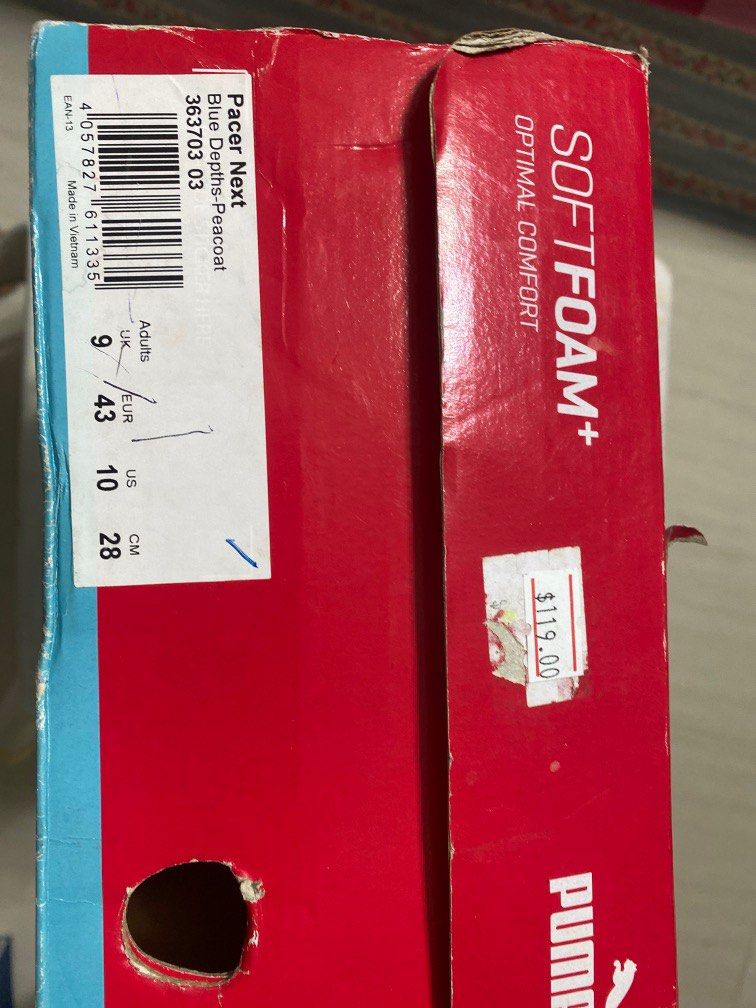 SOFTFOAM+
OPTIMAL COMFORT
$119.00
PUMA
Pacer Next
Blue Depths-Peacoat
363703 03
4 057827 611335
EAN-13
Made in Vietnam
Adults
UK EUR US CM
9 43 10 28